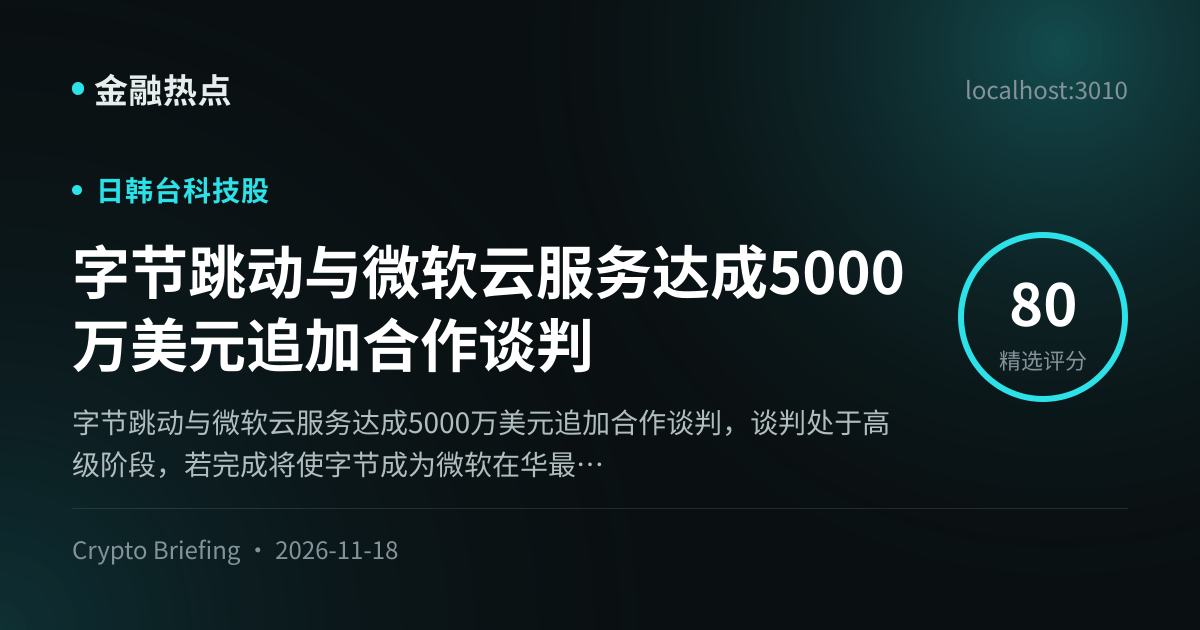 金融热点
localhost:3010
日韩台科技股
字节跳动与微软云服务达成5000
万美元追加合作谈判
80
精选评分
字节跳动与微软云服务达成5000万美元追加合作谈判，谈判处于高
级阶段，若完成将使字节成为微软在华最…
Crypto Briefing · 2026-11-18